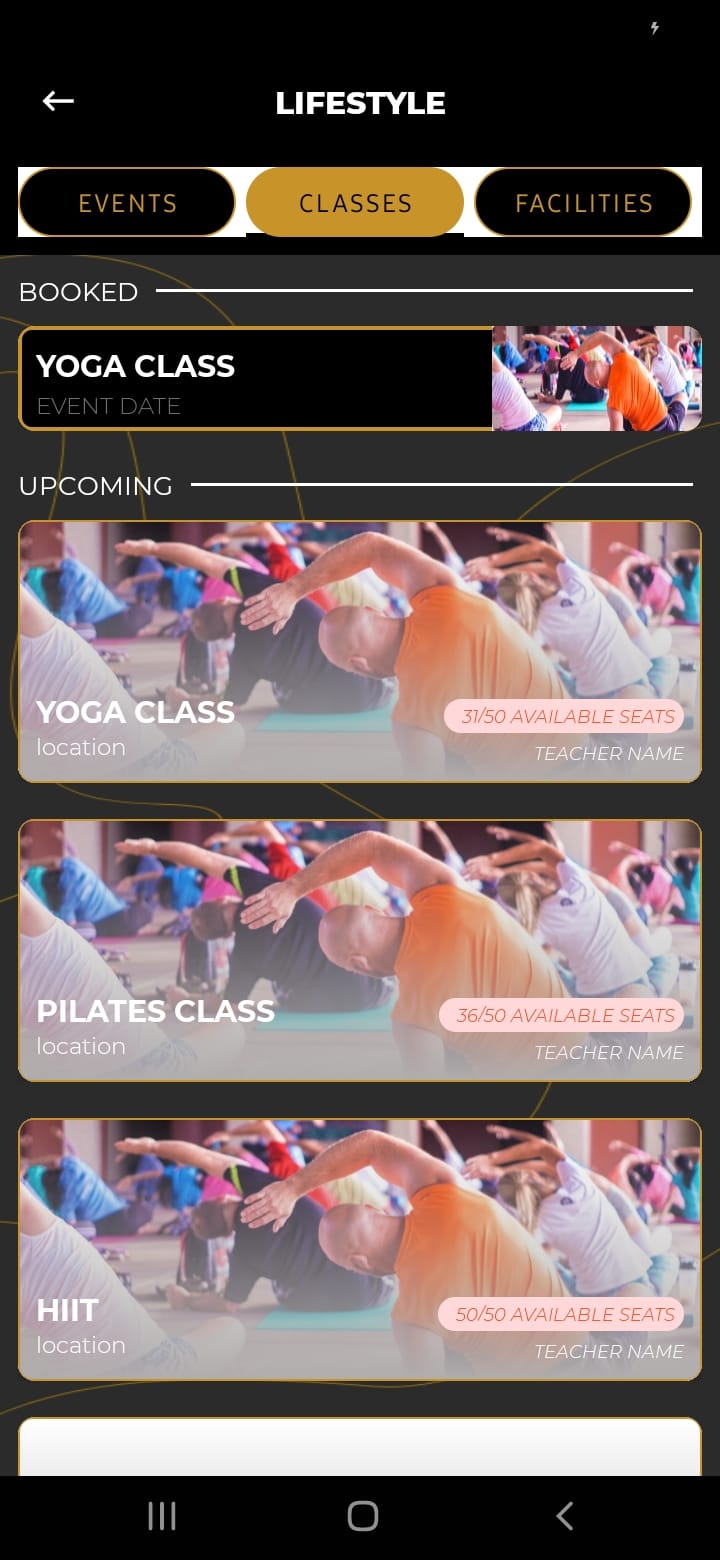 LIFESTYLE
EVENTS
CLASSES
FACILITIES
BOOKED
YOGA CLASS
EVENT DATE
UPCOMING
YOGA CLASS
location
31/50 AVAILABLE SEATS
TEACHER NAME
PILATES CLASS
location
36/50 AVAILABLE SEATS
TEACHER NAME
HIIT
location
50/50 AVAILABLE SEATS
TEACHER NAME